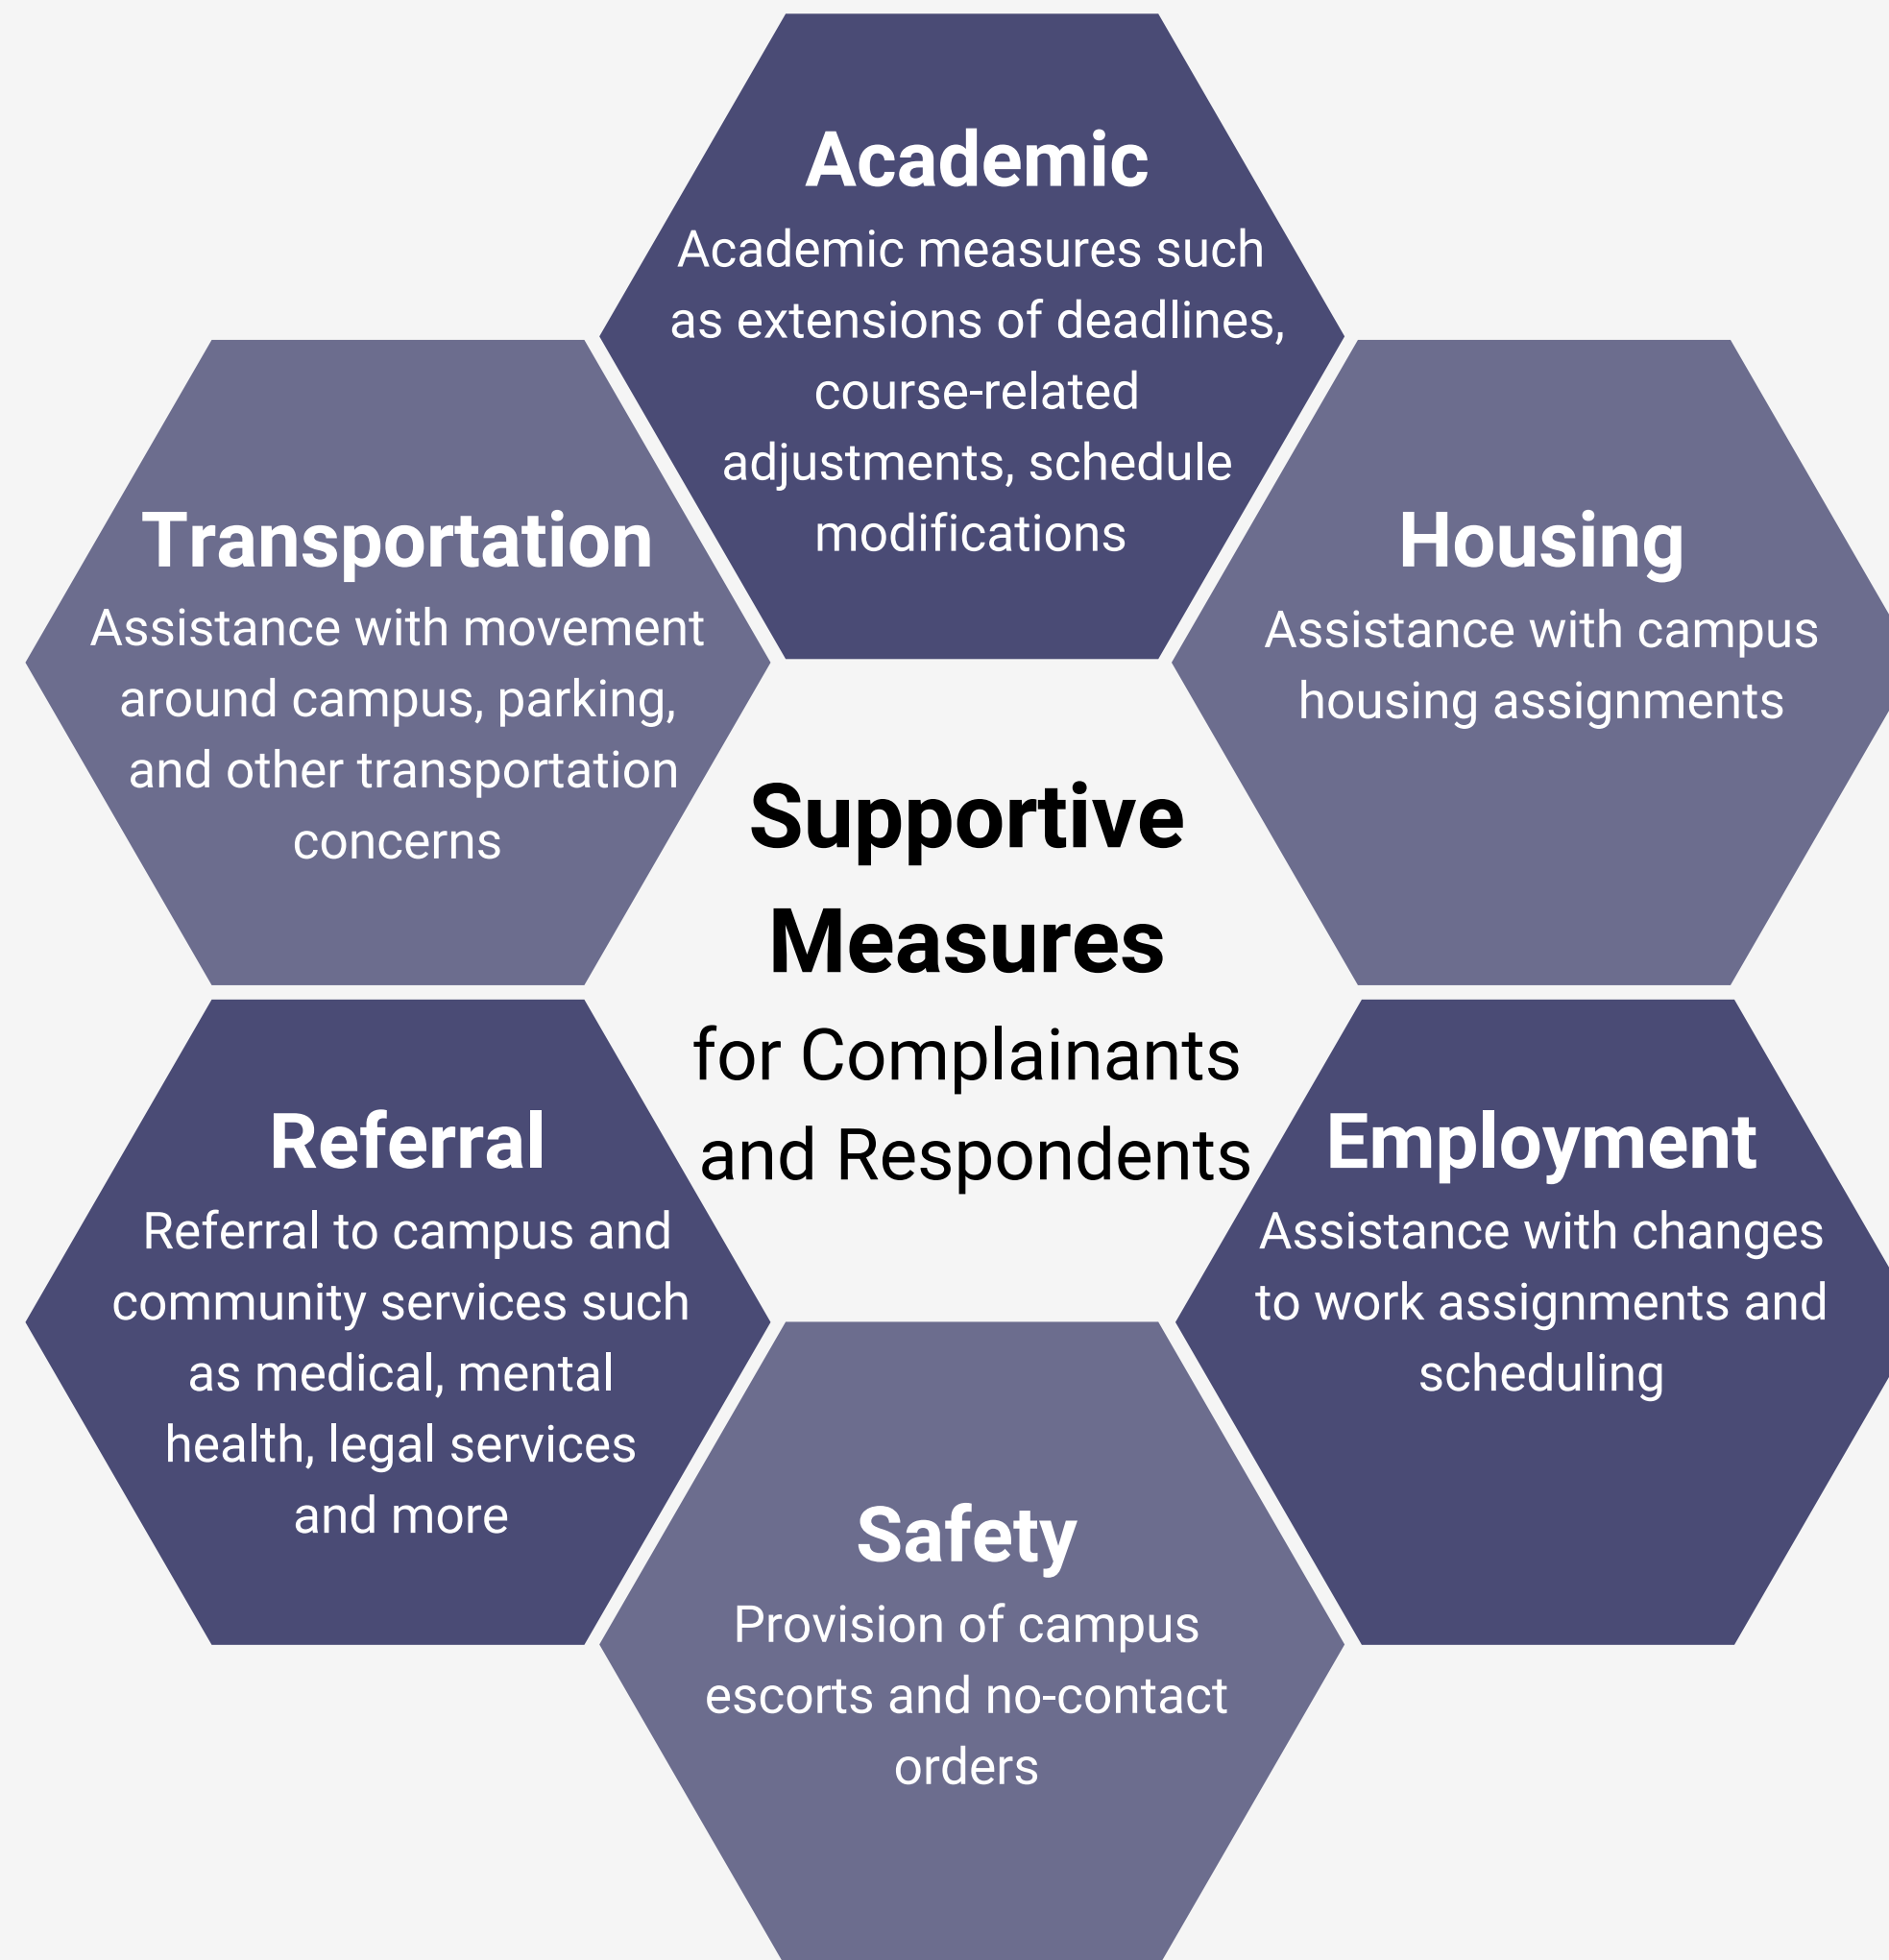 Academic
Academic measures such
as extensions of deadlines,
course-related
adjustments, schedule
modifications
Transportation
Assistance with movement
around campus, parking,
and other transportation
concerns
Housing
Assistance with campus
housing assignments
Supportive
Measures
for Complainants
and Respondents
Referral
Referral to campus and
community services such
as medical, mental
health, legal services
and more
Employment
Assistance with changes
to work assignments and
scheduling
Safety
Provision of campus
escorts and no-contact
orders